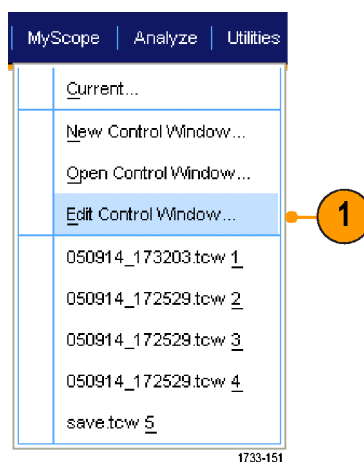 MyScope | Analyze | Utilities
Current...
New Control Window...
Open Control Window...
Edit Control Window...
1
050914_173203.tcw 1
050914_172529.tcw 2
050914_172529.tcw 3
050914_172529.tcw 4
save.tcw 5
1733-151